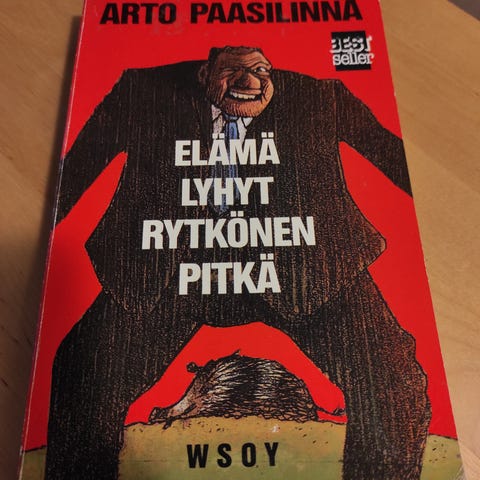 ARTO PAASILINNA
BEST
seller
ELÄMÄ
LYHYT
RYTKÖNEN
PITKÄ
WSOY